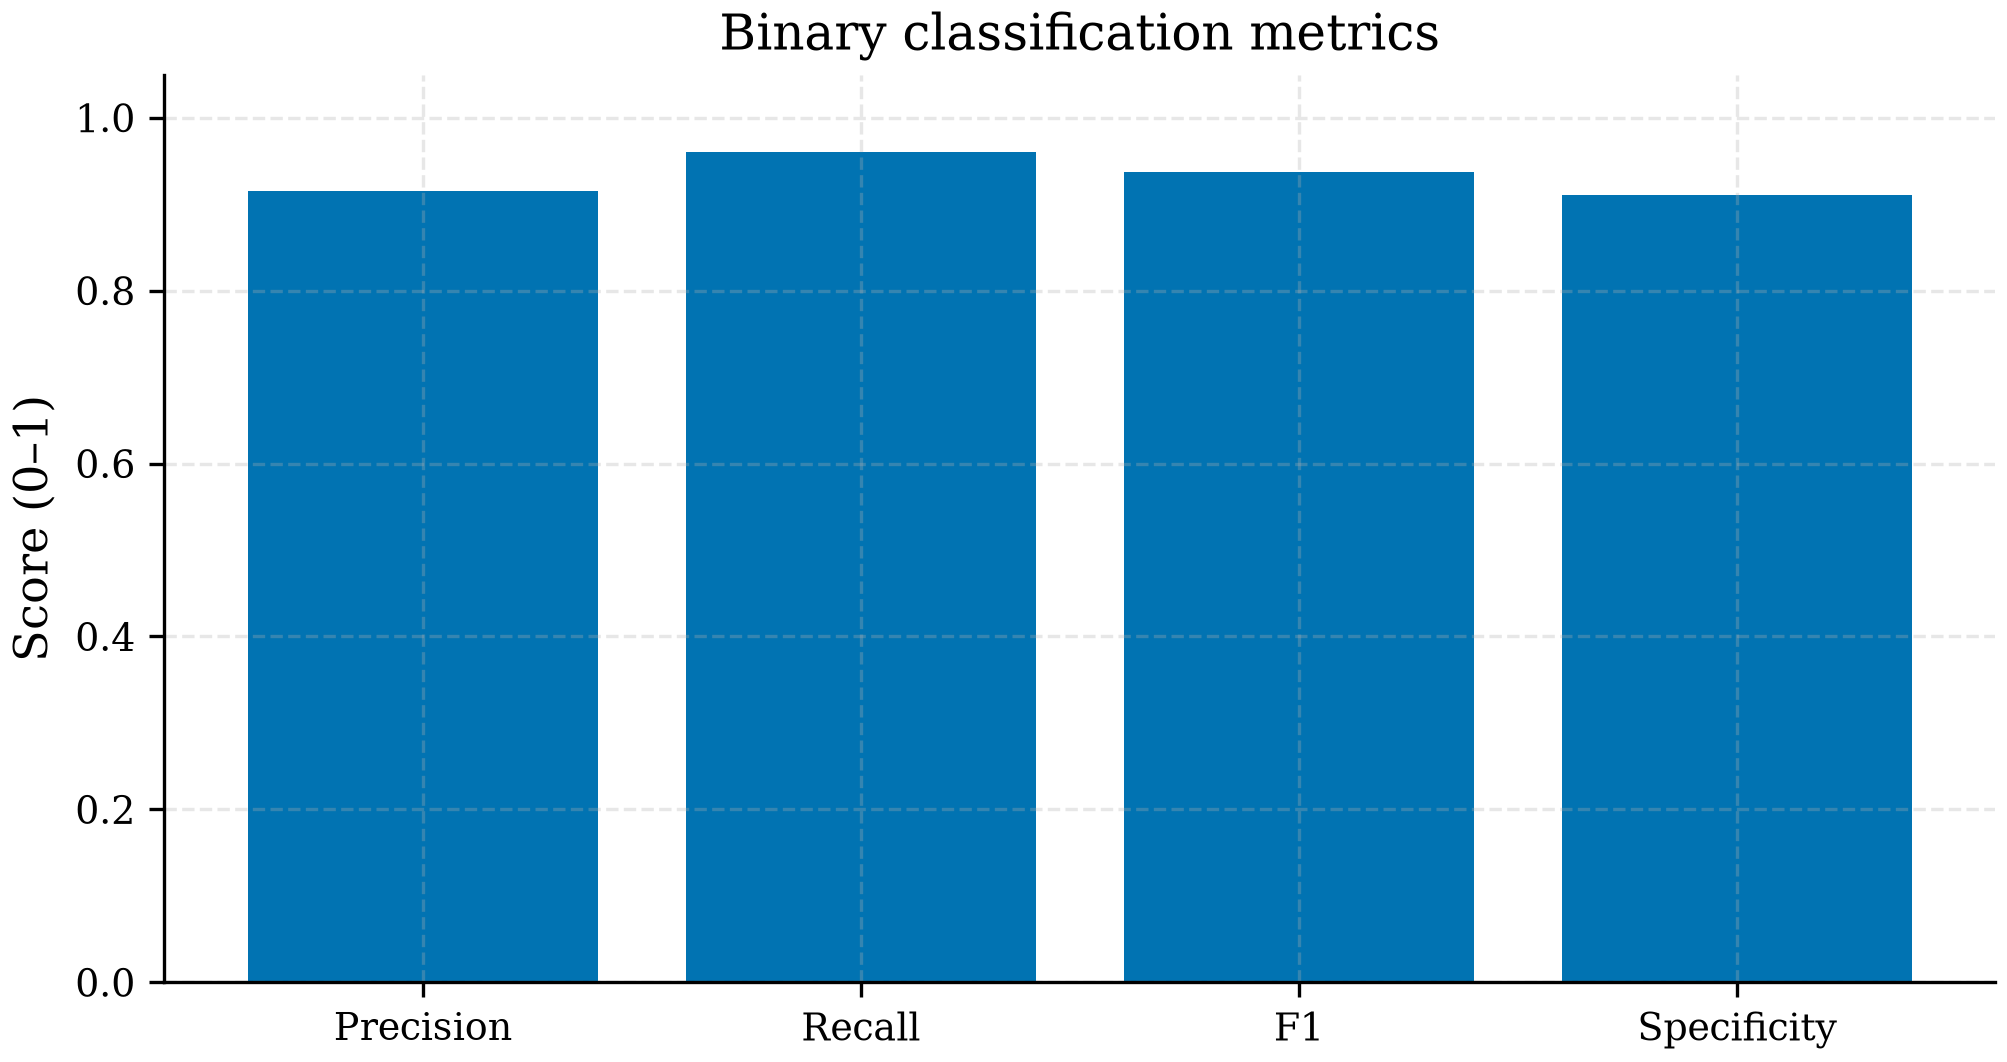 Binary classification metrics
Score (0–1)
1.0
0.8
0.6
0.4
0.2
0.0
Precision Recall F1 Specificity